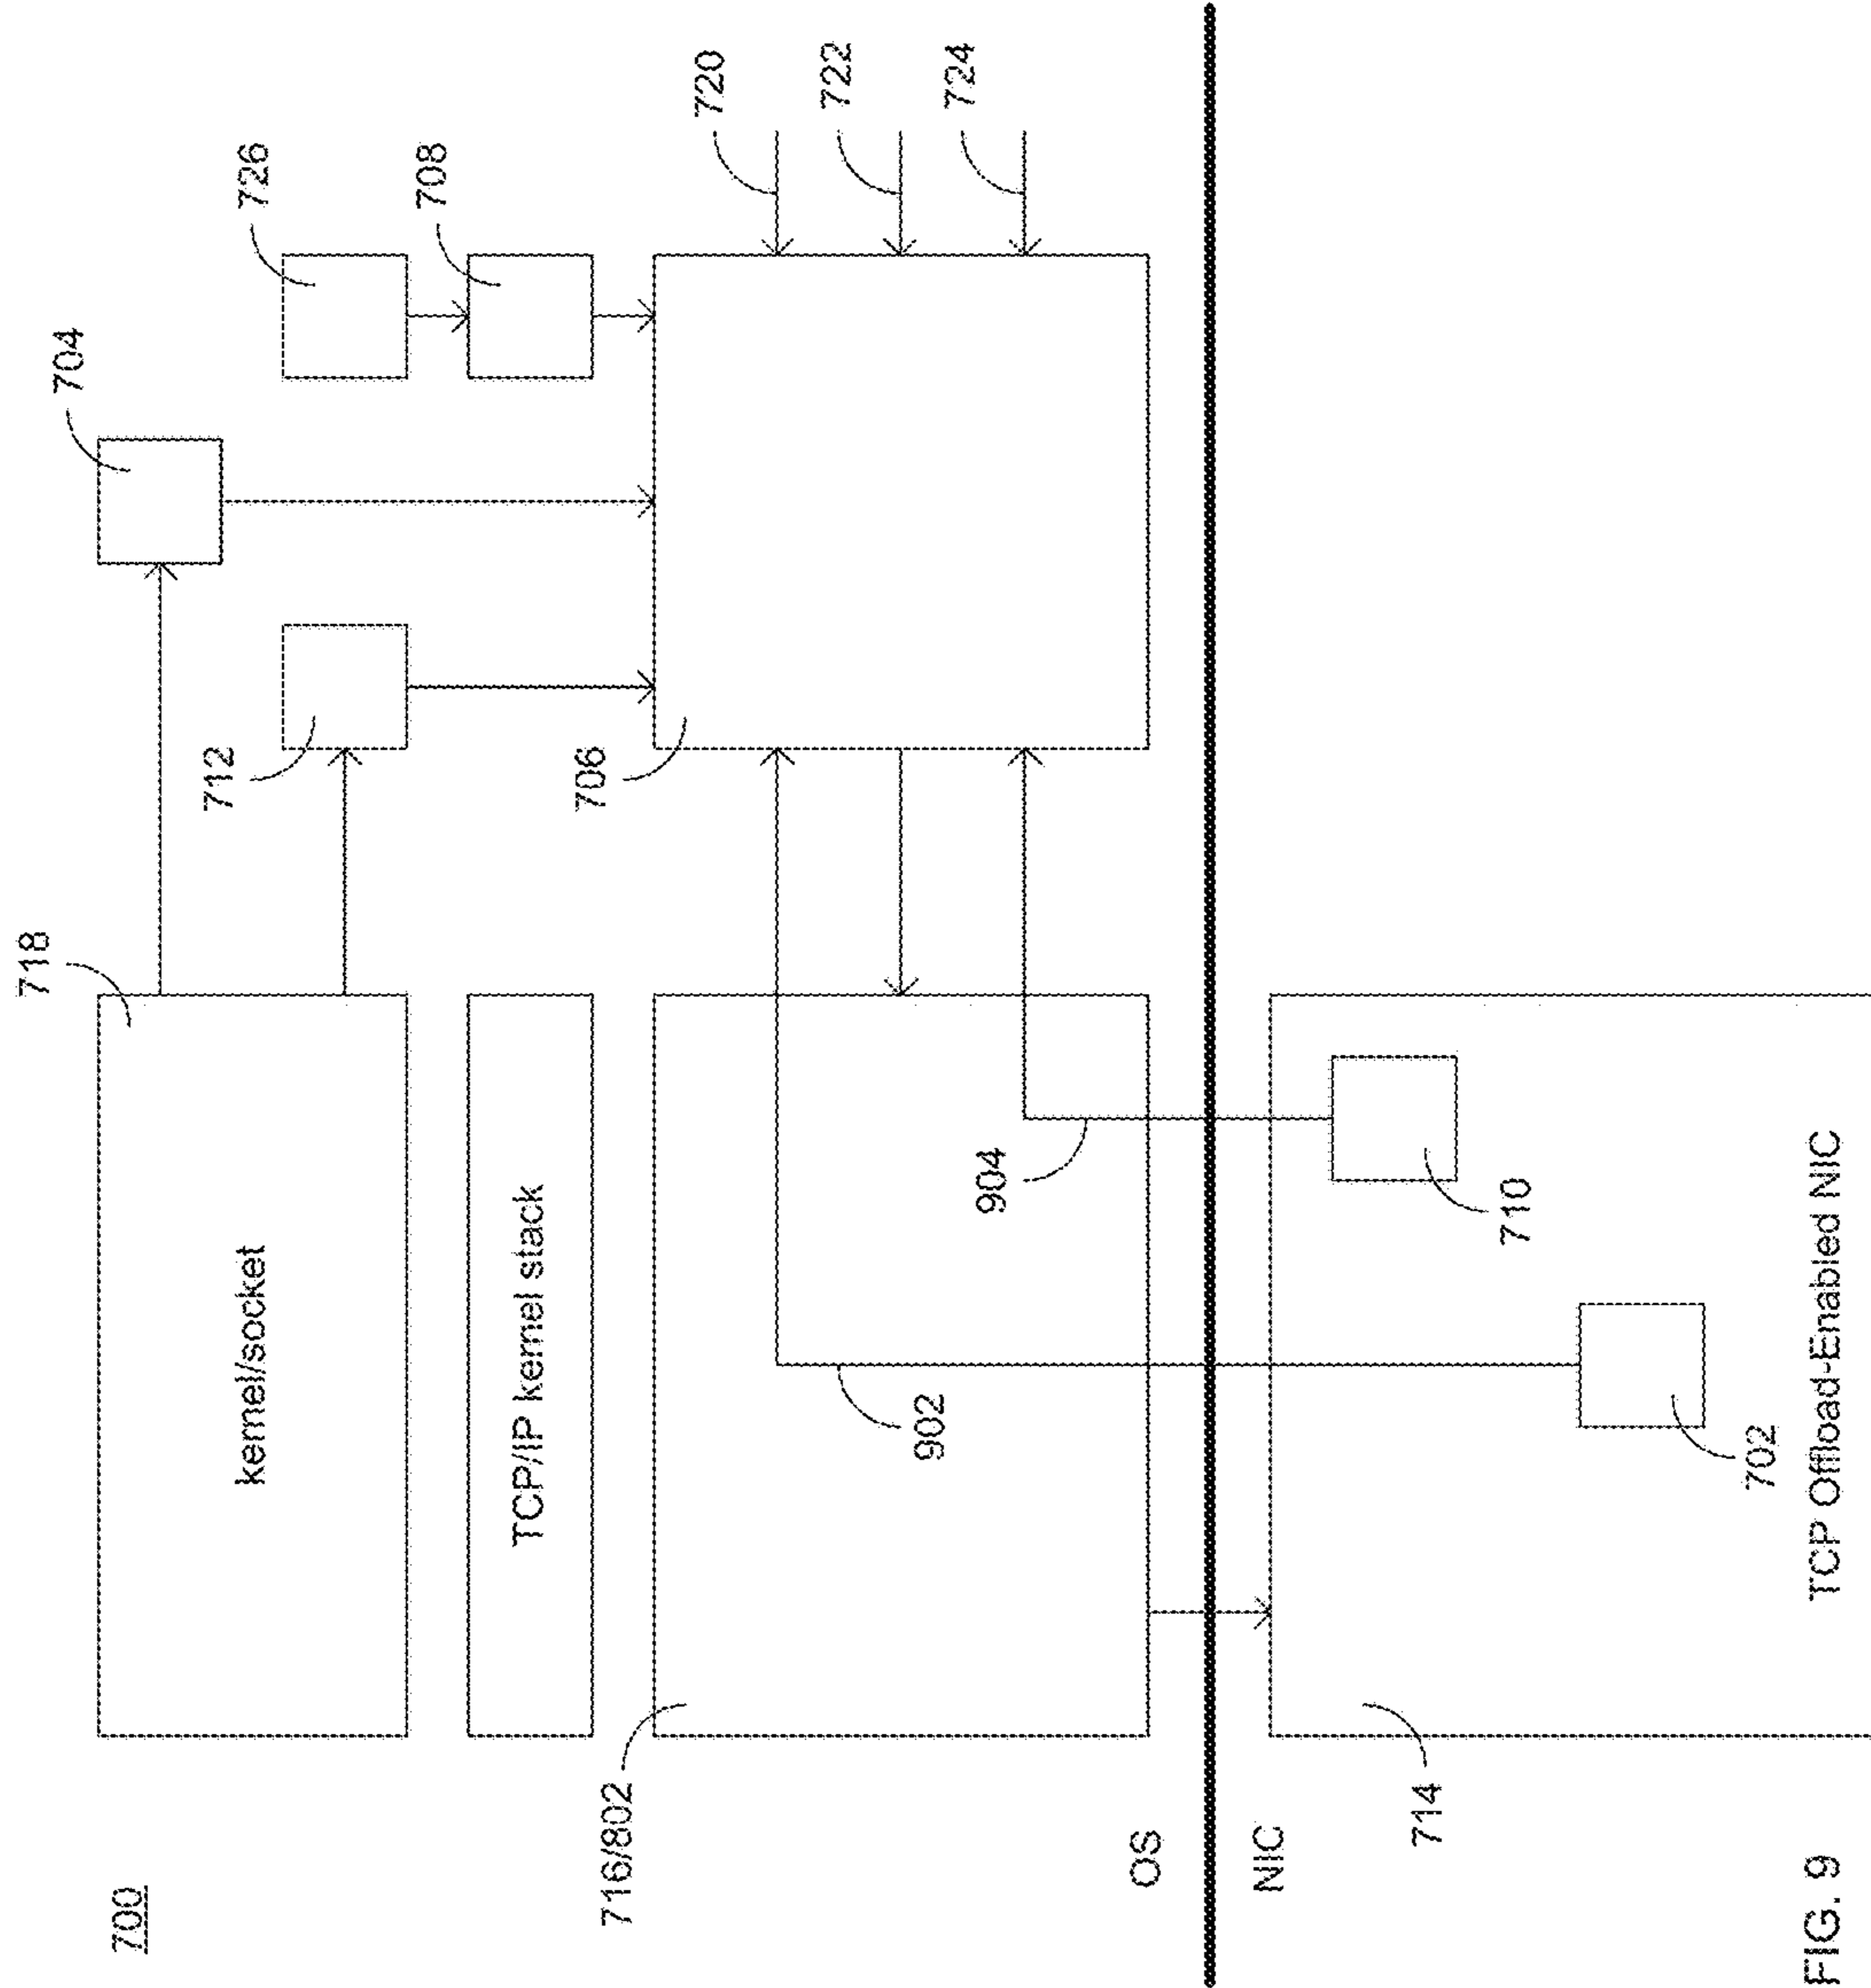 700
718
704
726
708
712
706
720
722
724
kernel/socket
TCP/IP kernel stack
716/802
902
904
OS
NIC
710
702
714
TCP Offload-Enabled NIC
FIG. 9